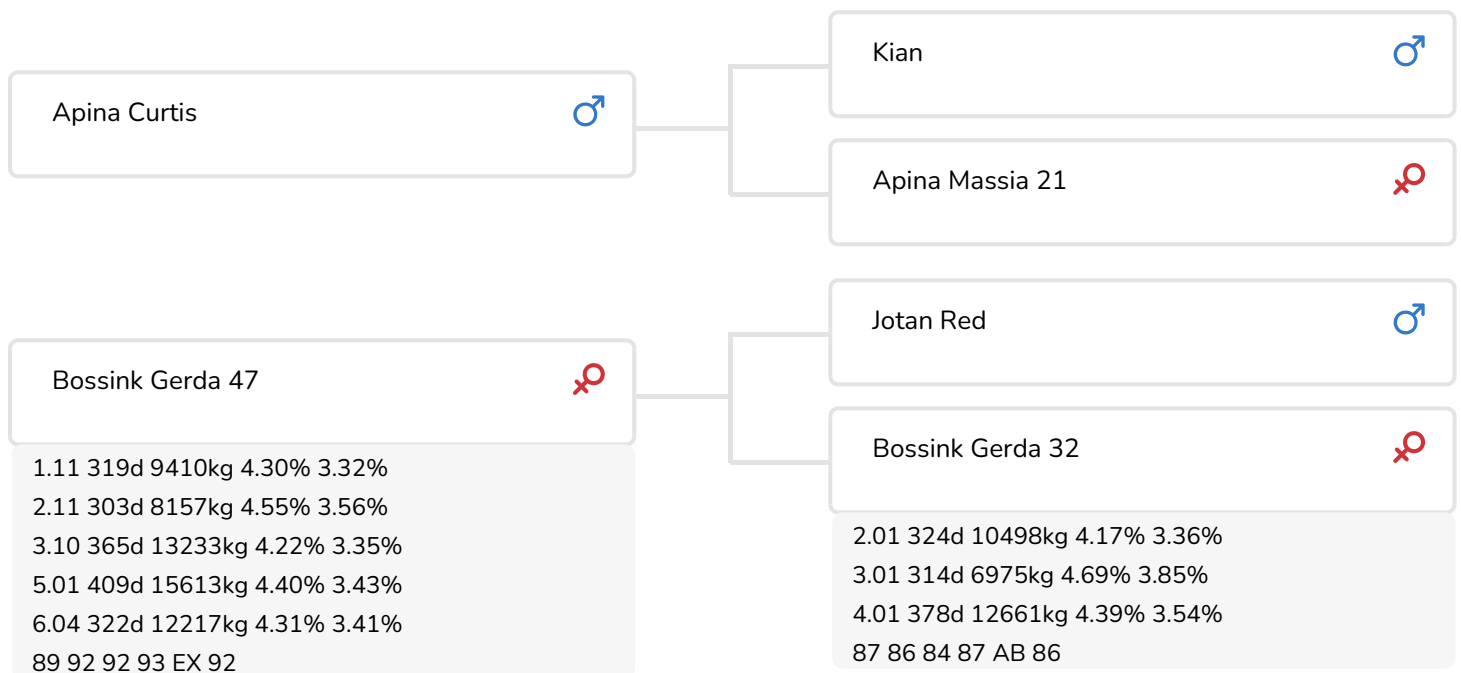 Apina Curtis
Kian
Apina Massia 21
Bossink Gerda 47
1.11 319d 9410kg 4.30% 3.32%
2.11 303d 8157kg 4.55% 3.56%
3.10 365d 13233kg 4.22% 3.35%
5.01 409d 15613kg 4.40% 3.43%
6.04 322d 12217kg 4.31% 3.41%
89 92 92 93 EX 92
Jotan Red
Bossink Gerda 32
2.01 324d 10498kg 4.17% 3.36%
3.01 314d 6975kg 4.69% 3.85%
4.01 378d 12661kg 4.39% 3.54%
87 86 84 87 AB 86